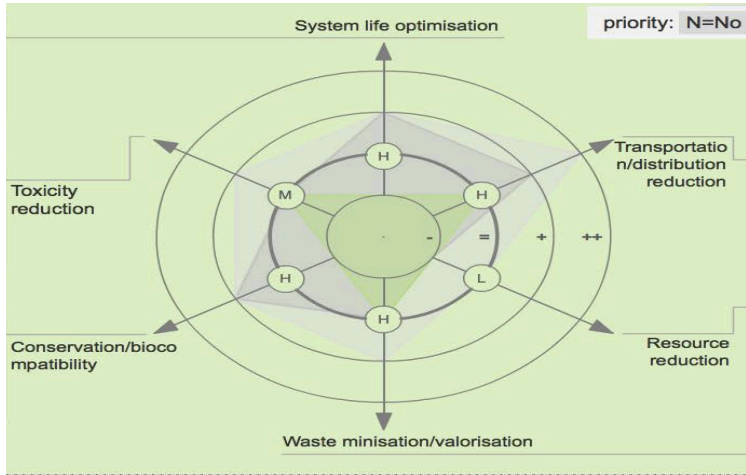 priority: N=No
System life optimisation
Transportatio
n/distribution
reduction
Toxicity
reduction
H
M
H
- = + ++
H
L
H
Conservation/bioco
mpatibility
Resource
reduction
Waste minisation/valorisation